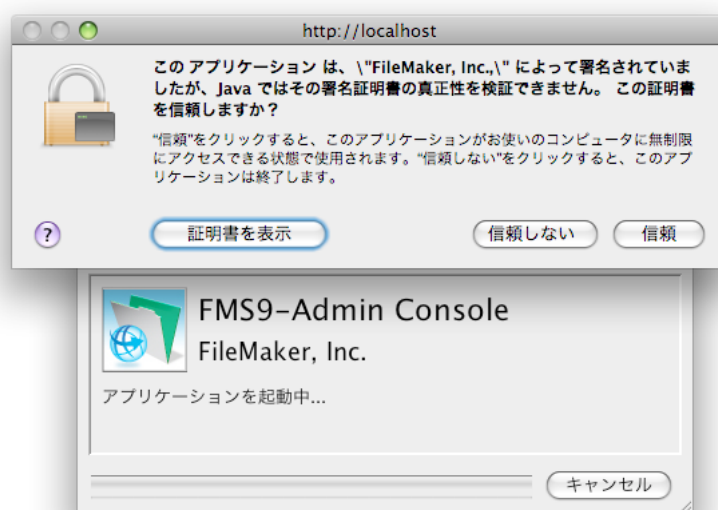 http://localhost
この アプリケーション は、\"FileMaker, Inc.,\" によって署名されていま
したが、Java ではその署名証明書の真正性を検証できません。 この証明書
を信頼しますか？
“信頼”をクリックすると、このアプリケーションがお使いのコンピュータに無制限
にアクセスできる状態で使用されます。“信頼しない”をクリックすると、このアプ
リケーションは終了します。
?
証明書を表示
信頼しない
信頼
FMS9-Admin Console
FileMaker, Inc.
アプリケーションを起動中...
キャンセル